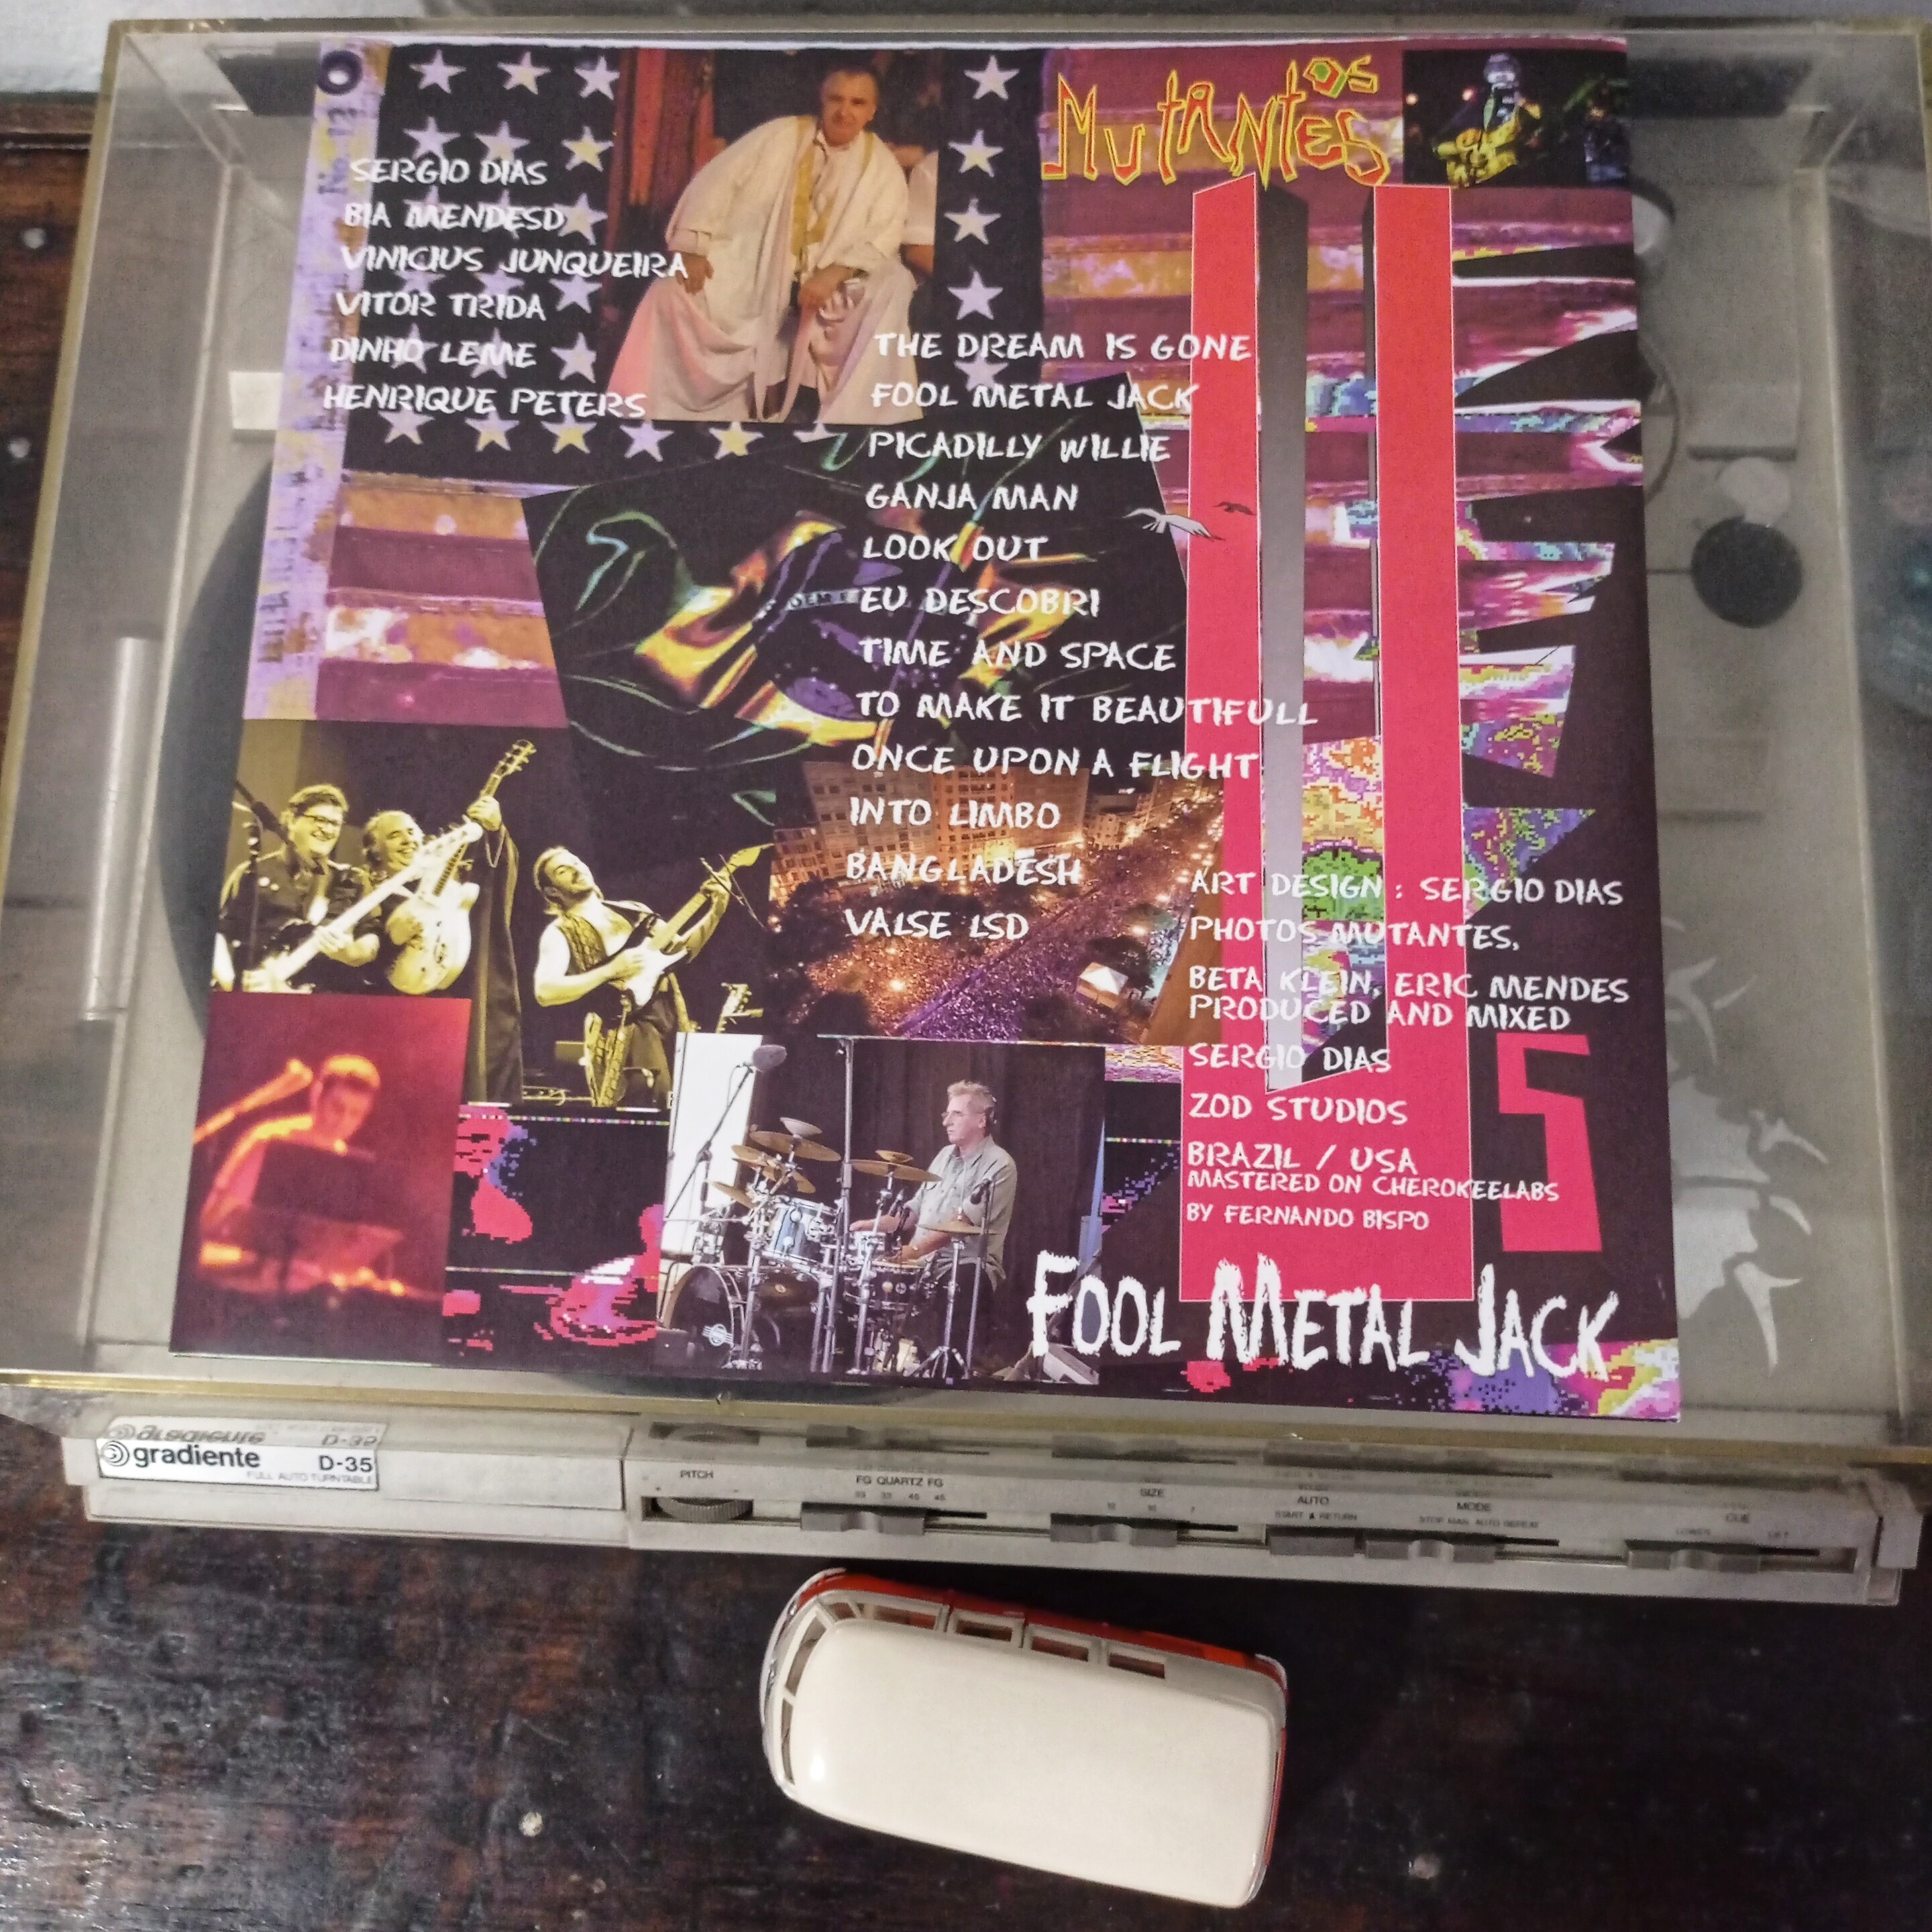 SERGIO DIAS
BIA MENDESD
VINICIUS JUNQUEIRA
VITOR TRIDA
DINHO LEME
HENRIQUE PETERS
OS
MUTANTES
THE DREAM IS GONE
FOOL METAL JACK
PICADILLY WILLIE
GANJA MAN
LOOK OUT
EU DESCOBRI
TIME AND SPACE
TO MAKE IT BEAUTIFULL
ONCE UPON A FLIGHT
INTO LIMBO
BANGLADESH
VALSE LSD
ART DESIGN : SERGIO DIAS
PHOTOS MUTANTES,
BETA KLEIN, ERIC MENDES
PRODUCED AND MIXED
SERGIO DIAS
ZOD STUDIOS
BRAZIL / USA
MASTERED ON CHEROKEELABS
BY FERNANDO BISPO
FOOL METAL JACK
gradiente D-35
FULL AUTO TURNTABLE
PITCH
FG QUARTZ FG
33 33 45 45
SIZE
AUTO
START & RETURN
MODE
STOP MAN. AUTO REPEAT
CUE
LOWER LIFT